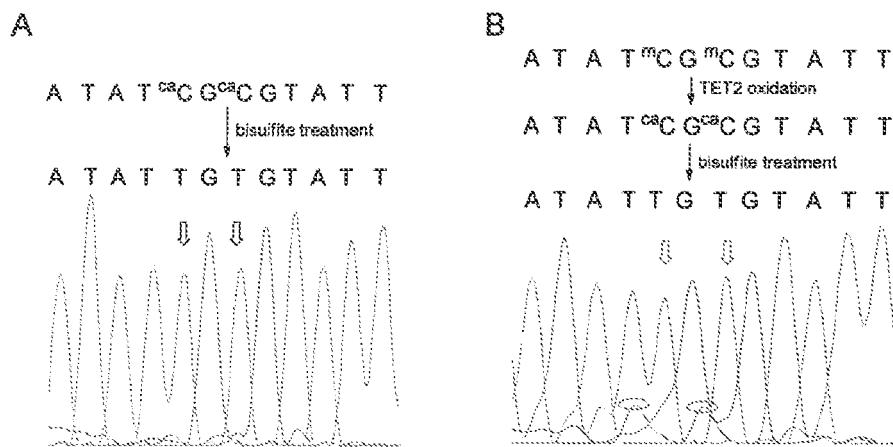 A
A T A T caC G caC G T A T T
bisulfite treatment
A T A T T G T G T A T T
B
A T A T mC G mC G T A T T
TET2 oxidation
A T A T caC G caC G T A T T
bisulfite treatment
A T A T T G T G T A T T